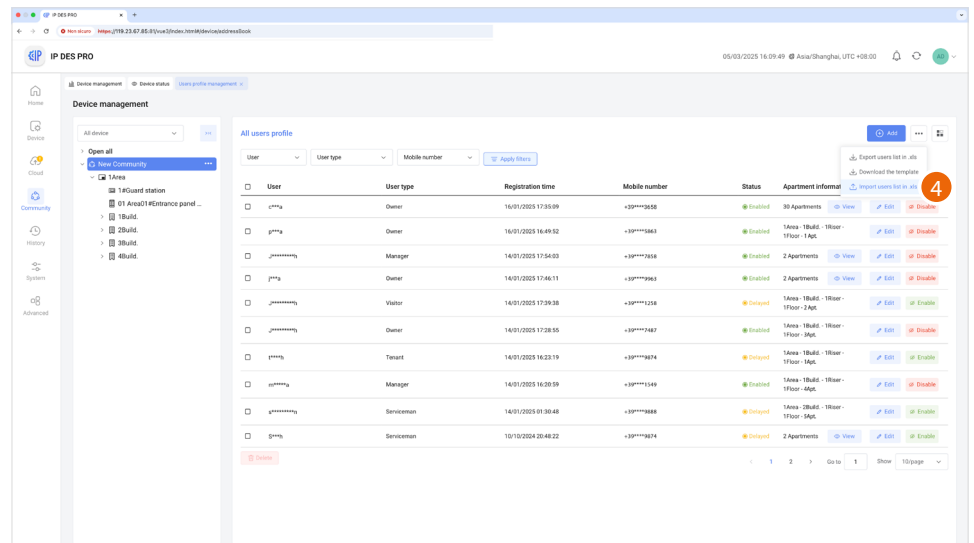 IP DES PRO
Non sicuro https://119.23.67.85:81/vue3/index.html#/device/addressBook
IP DES PRO
05/03/2025 16:09:49 Asia/Shanghai, UTC +08:00
AD
Device management Device status Users profile management ×
Device management
Home
Device
Cloud
Community
History
System
Advanced
All device
Open all
New Community
1Area
1#Guard station
01 Area01#Entrance panel ...
1Build.
2Build.
3Build.
4Build.
All users profile
Add
User User type Mobile number Apply filters
Export users list in .xls
Download the template
Import users list in .xls
4
User User type Registration time Mobile number Status Apartment informat
c***a Owner 16/01/2025 17:35:09 +39****3658 Enabled 30 Apartments View Edit Disable
p***a Owner 16/01/2025 16:49:52 +39****5863 Enabled 1Area - 1Build. - 1Riser - 1Floor - 1 Apt. Edit Disable
J*********h Manager 14/01/2025 17:54:03 +39****7858 Enabled 2 Apartments View Edit Disable
j***a Owner 14/01/2025 17:46:11 +39****9963 Enabled 2 Apartments View Edit Disable
J*********h Visitor 14/01/2025 17:39:38 +39****1258 Delayed 1Area - 1Build. - 1Riser - 1Floor - 2 Apt. Edit Enable
J*********h Owner 14/01/2025 17:28:55 +39****7487 Enabled 1Area - 1Build. - 1Riser - 1Floor - 3Apt. Edit Disable
t****h Tenant 14/01/2025 16:23:19 +39****9874 Delayed 1Area - 1Build. - 1Riser - 1Floor - 1Apt. Edit Enable
m*****a Manager 14/01/2025 16:20:59 +39****1549 Enabled 1Area - 1Build. - 1Riser - 1Floor - 4Apt. Edit Disable
a*********n Serviceman 14/01/2025 01:30:48 +39****9888 Delayed 1Area - 2Build. - 1Riser - 1Floor - 5Apt. Edit Enable
S***h Serviceman 10/10/2024 20:48:22 +39****9874 Delayed 2 Apartments View Edit Enable
Delete
1 2 Go to 1 Show 10/page